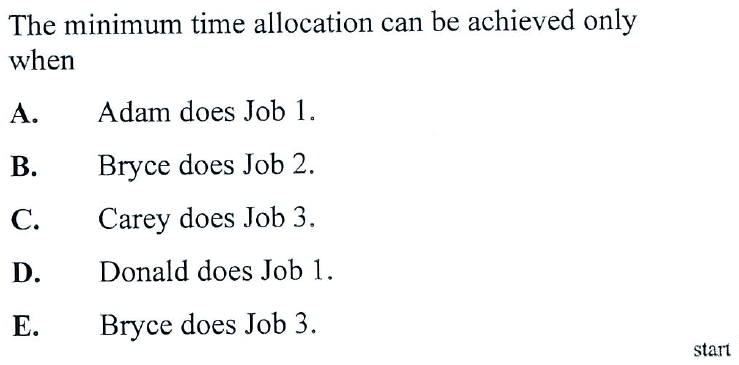 The minimum time allocation can be achieved only
when
A. Adam does Job 1.
B. Bryce does Job 2.
C. Carey does Job 3.
D. Donald does Job 1.
E. Bryce does Job 3.
start